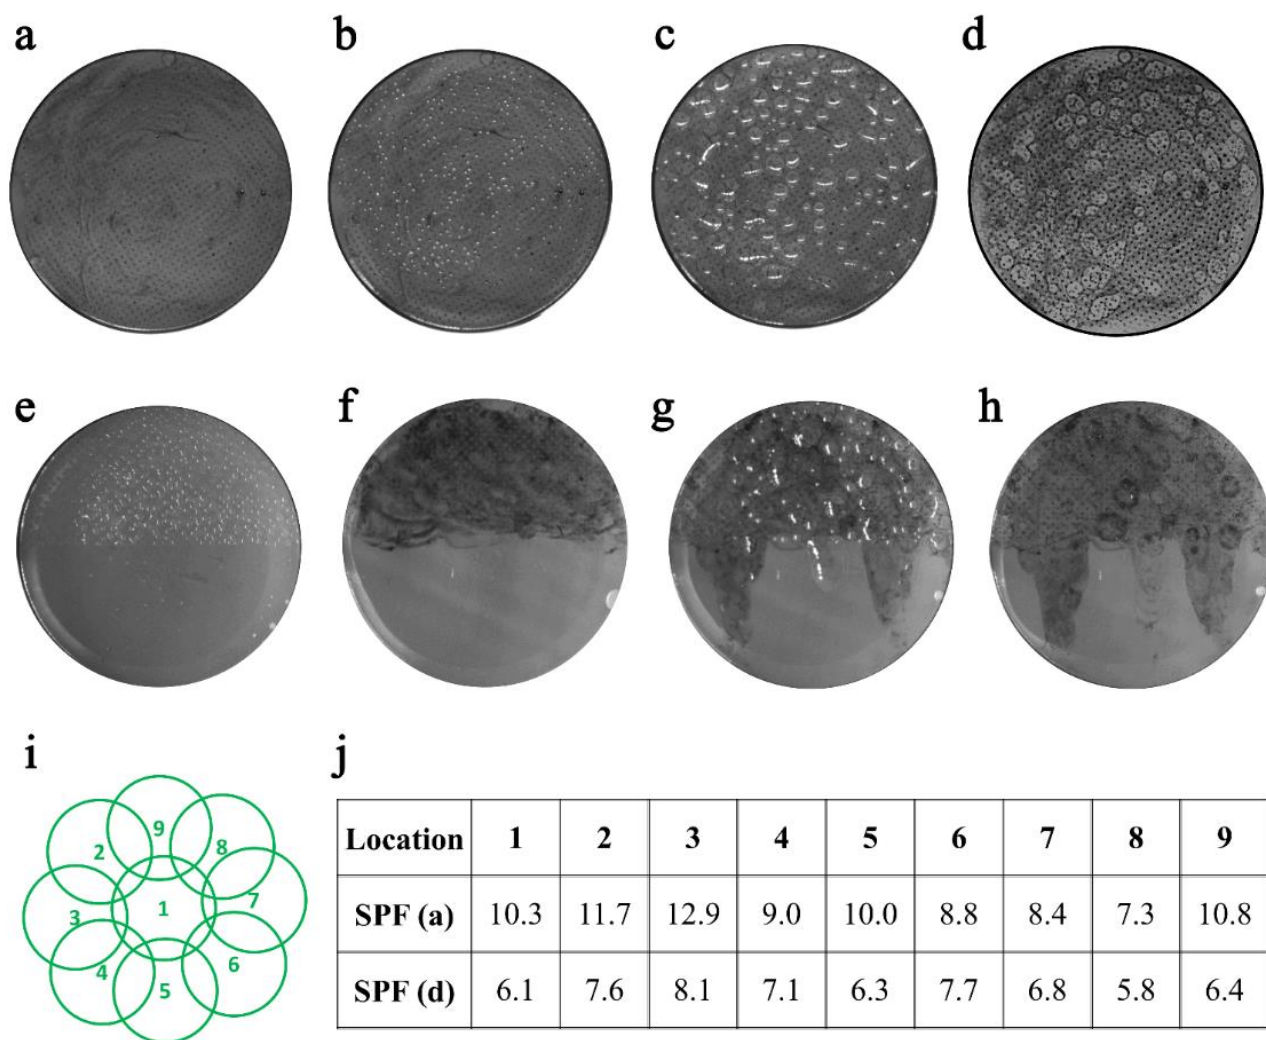 a b c d
e f g h
i j
9
2 8
3 1 7
4 6
5
Location 1 2 3 4 5 6 7 8 9
SPF (a) 10.3 11.7 12.9 9.0 10.0 8.8 8.4 7.3 10.8
SPF (d) 6.1 7.6 8.1 7.1 6.3 7.7 6.8 5.8 6.4